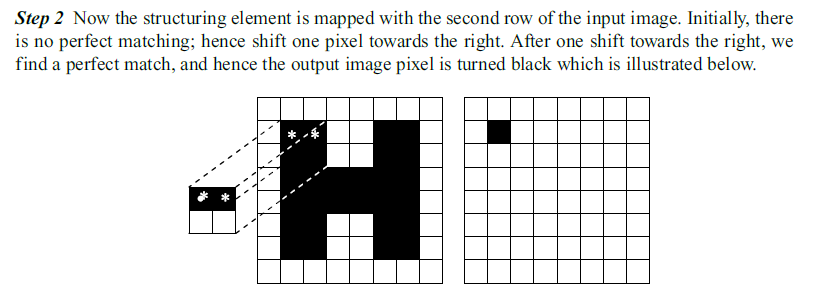 Step 2 Now the structuring element is mapped with the second row of the input image. Initially, there
is no perfect matching; hence shift one pixel towards the right. After one shift towards the right, we
find a perfect match, and hence the output image pixel is turned black which is illustrated below.
* *
* *